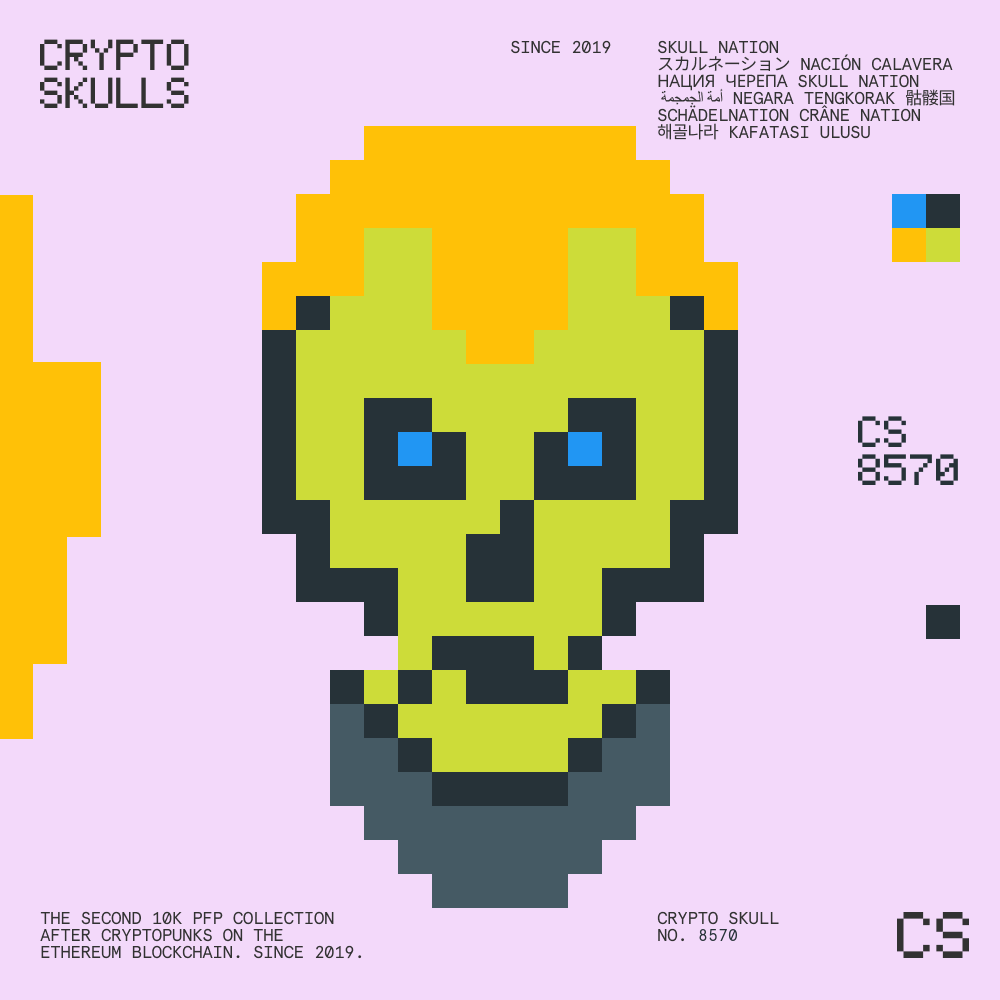 CRYPTO
SKULLS
SINCE 2019
SKULL NATION
スカルネーション NACIÓN CALAVERA
НАЦИЯ ЧЕРЕПА SKULL NATION
أمة الجمجمة NEGARA TENGKORAK 骷髅国
SCHÄDELNATION CRÂNE NATION
해골나라 KAFATASI ULUSU
CS
8570
THE SECOND 10K PFP COLLECTION
AFTER CRYPTOPUNKS ON THE
ETHEREUM BLOCKCHAIN. SINCE 2019.
CRYPTO SKULL
NO. 8570
CS